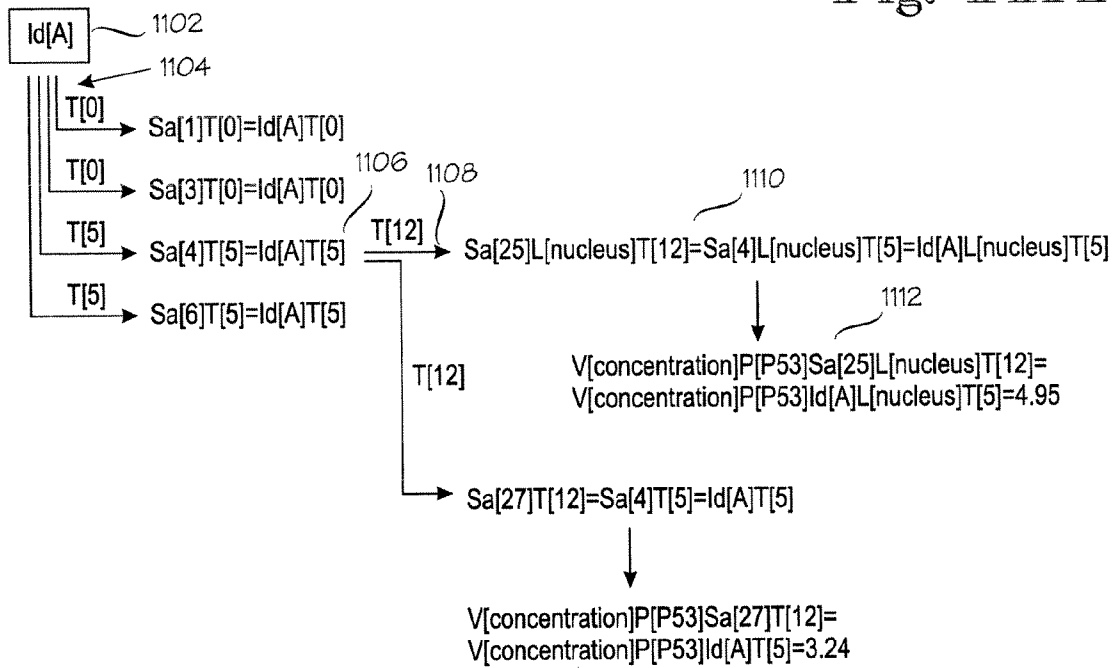 Id[A]
1102
1104
T[0]
Sa[1]T[0]=Id[A]T[0]
T[0]
Sa[3]T[0]=Id[A]T[0]
1106
1108
1110
T[5]
Sa[4]T[5]=Id[A]T[5]
T[12]
Sa[25]L[nucleus]T[12]=Sa[4]L[nucleus]T[5]=Id[A]L[nucleus]T[5]
T[5]
Sa[6]T[5]=Id[A]T[5]
1112
T[12]
V[concentration]P[P53]Sa[25]L[nucleus]T[12]=
V[concentration]P[P53]Id[A]L[nucleus]T[5]=4.95
Sa[27]T[12]=Sa[4]T[5]=Id[A]T[5]
V[concentration]P[P53]Sa[27]T[12]=
V[concentration]P[P53]Id[A]T[5]=3.24